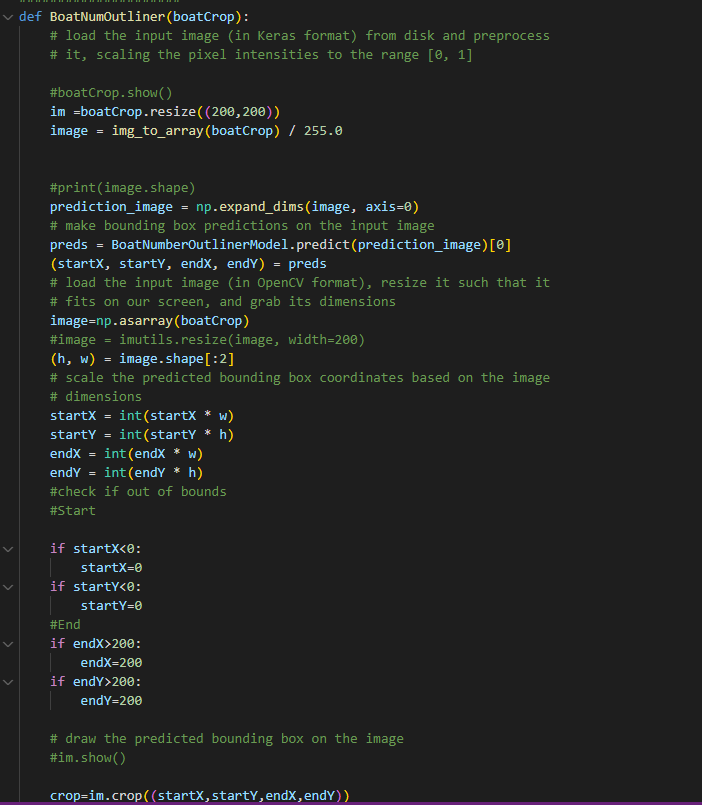 def BoatNumOutliner(boatCrop):
# load the input image (in Keras format) from disk and preprocess
# it, scaling the pixel intensities to the range [0, 1]
#boatCrop.show()
im =boatCrop.resize((200,200))
image = img_to_array(boatCrop) / 255.0
#print(image.shape)
prediction_image = np.expand_dims(image, axis=0)
# make bounding box predictions on the input image
preds = BoatNumberOutlinerModel.predict(prediction_image)[0]
(startX, startY, endX, endY) = preds
# load the input image (in OpenCV format), resize it such that it
# fits on our screen, and grab its dimensions
image=np.asarray(boatCrop)
#image = imutils.resize(image, width=200)
(h, w) = image.shape[:2]
# scale the predicted bounding box coordinates based on the image
# dimensions
startX = int(startX * w)
startY = int(startY * h)
endX = int(endX * w)
endY = int(endY * h)
#check if out of bounds
#Start
if startX<0:
startX=0
if startY<0:
startY=0
#End
if endX>200:
endX=200
if endY>200:
endY=200
# draw the predicted bounding box on the image
#im.show()
crop=im.crop((startX,startY,endX,endY))